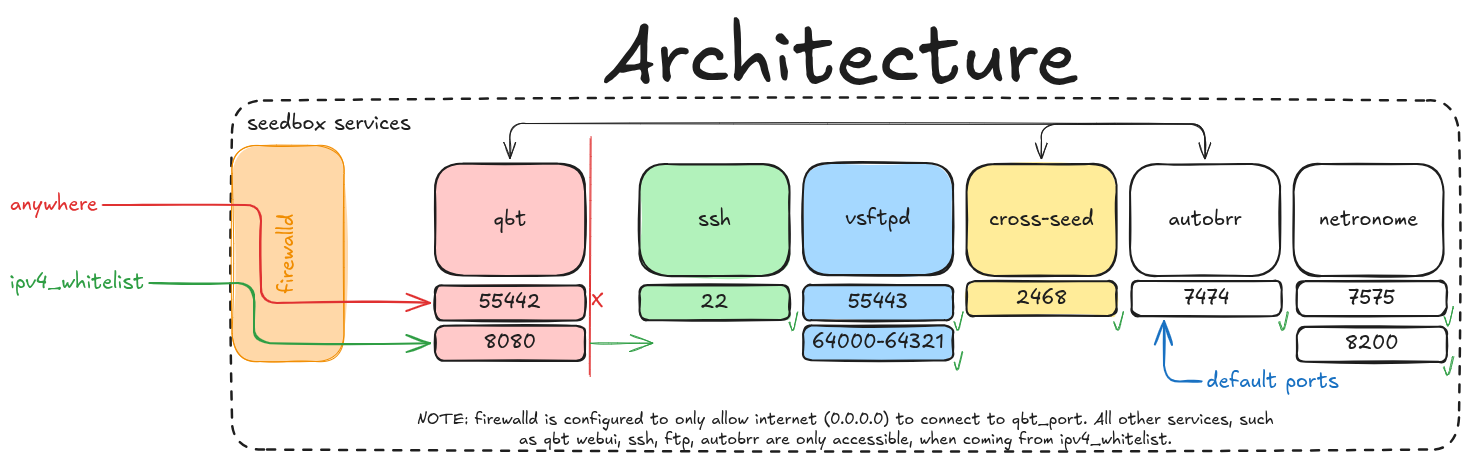 Architecture
seedbox services
anywhere
ipv4_whitelist
firewalld
qbt
ssh
vsftpd
cross-seed
autobrr
netronome
55442
x
22
55443
2468
7474
7575
8080
64000-64321
8200
default ports
NOTE: firewalld is configured to only allow internet (0.0.0.0) to connect to qbt_port. All other services, such
as qbt webui, ssh, ftp, autobrr are only accessible, when coming from ipv4_whitelist.